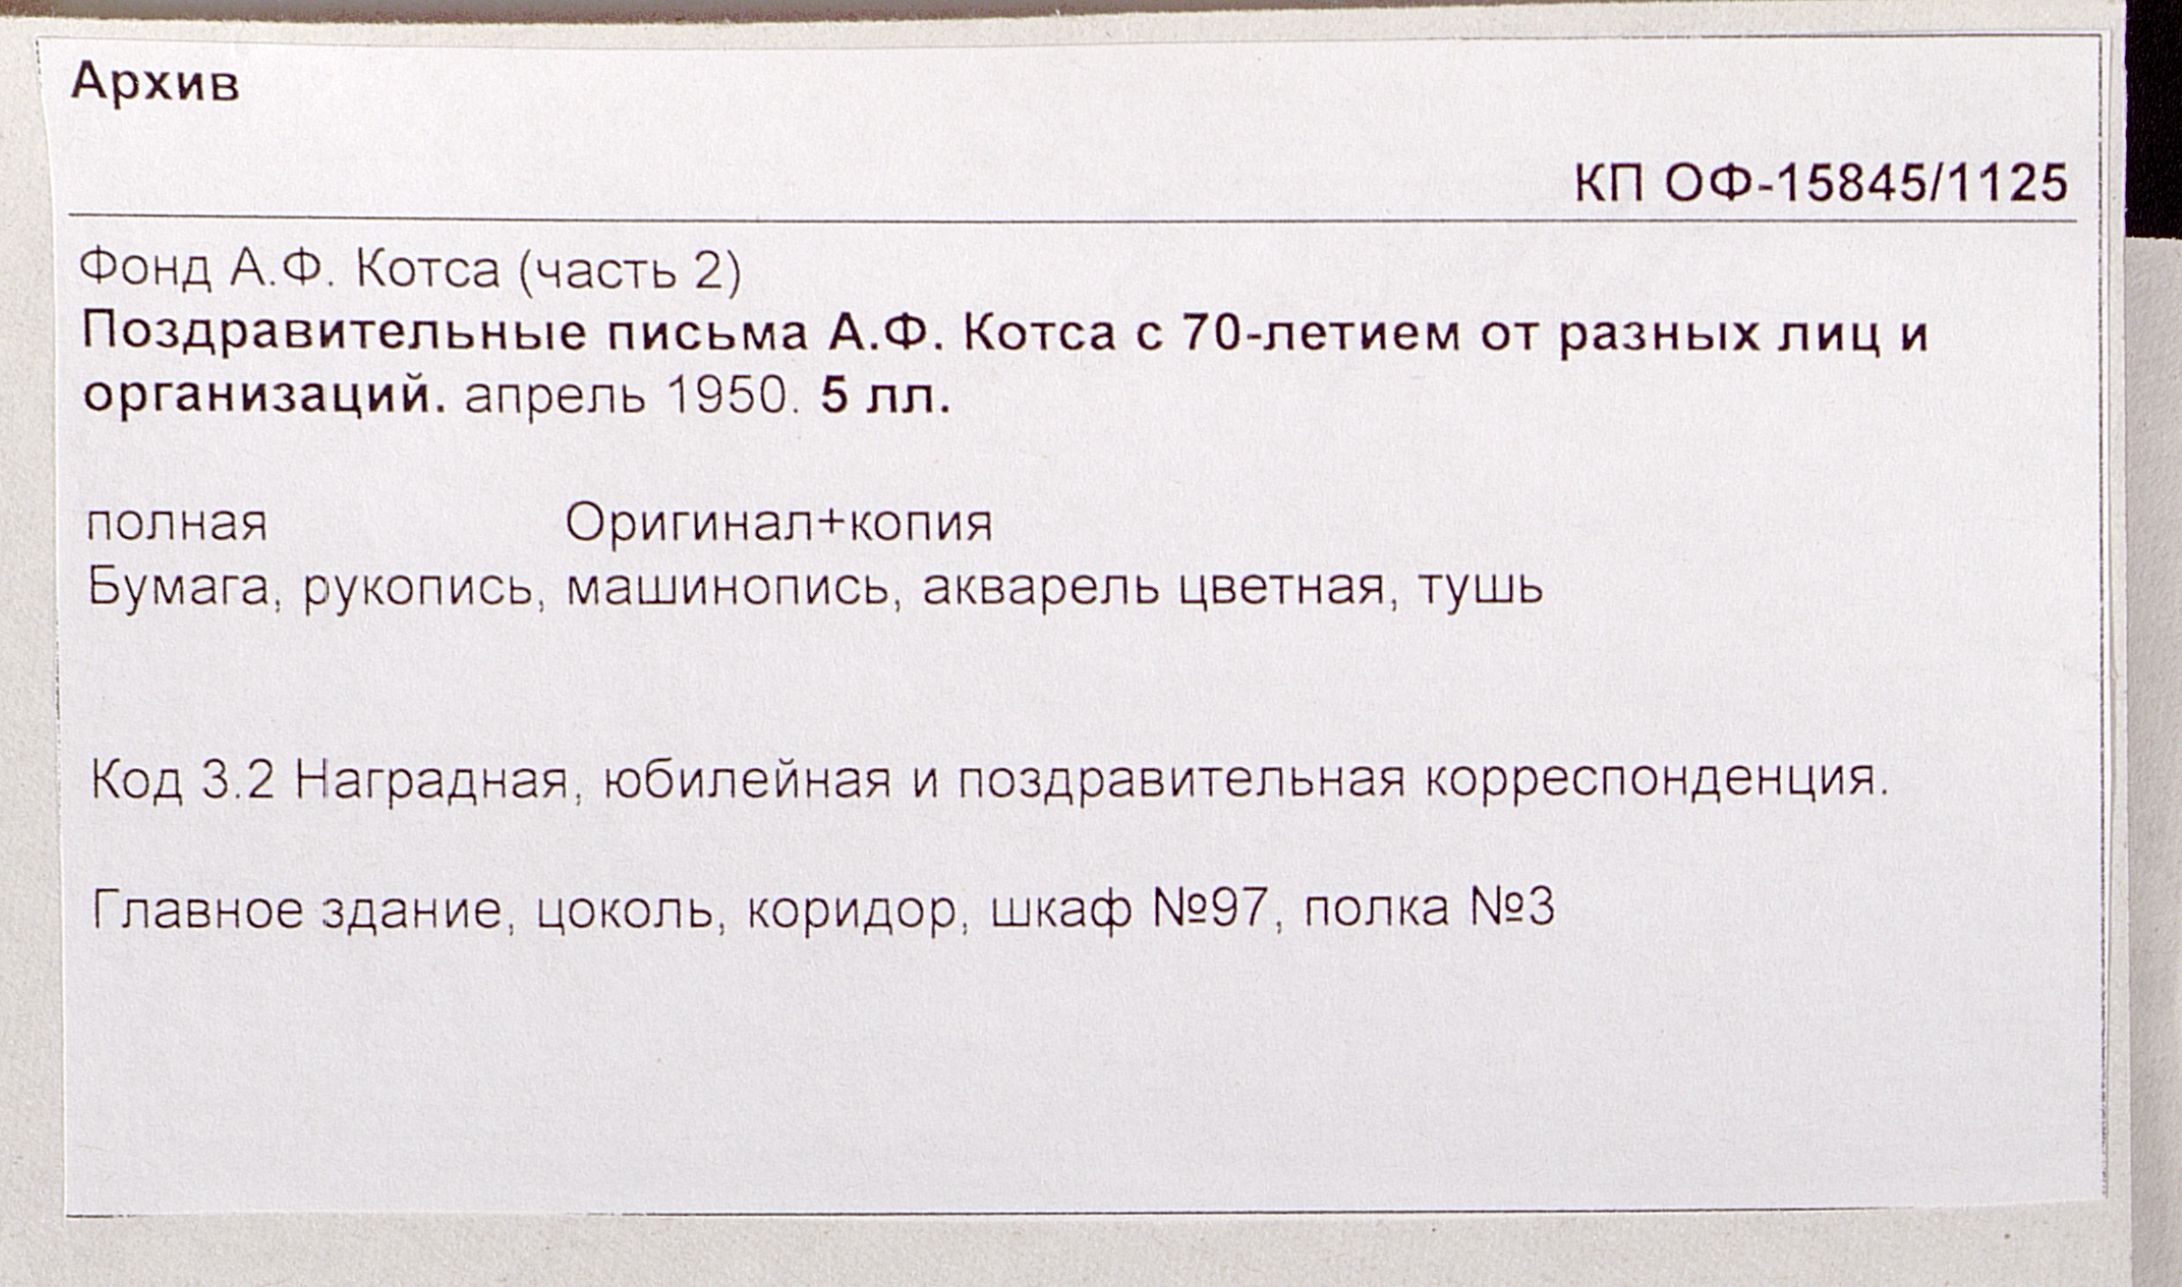 Архив
КП ОФ-15845/1125
Фонд А.Ф. Котса (часть 2)
Поздравительные письма А.Ф. Котса с 70-летием от разных лиц и
организаций. апрель 1950. 5 лл.
полная Оригинал+копия
Бумага, рукопись, машинопись, акварель цветная, тушь
Код 3.2 Наградная, юбилейная и поздравительная корреспонденция.
Главное здание, цоколь, коридор, шкаф №97, полка №3